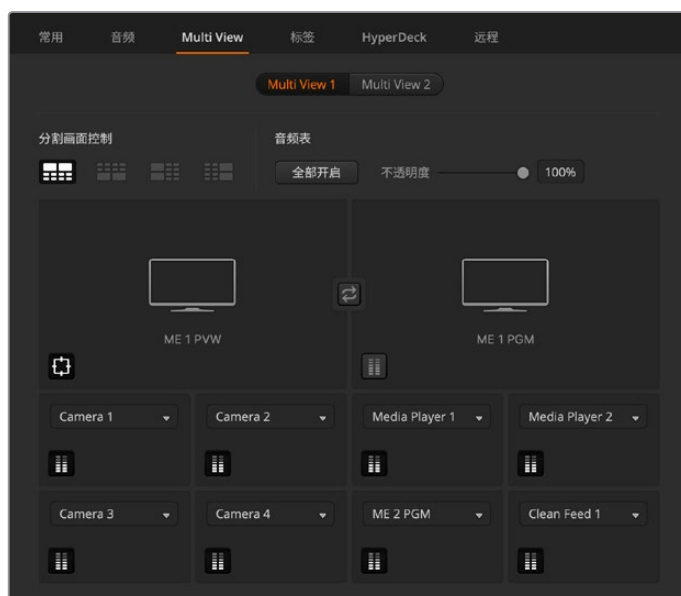 常用 音频 Multi View 标签 HyperDeck 远程
Multi View 1 Multi View 2
分割画面控制 音频表
全部开启 不透明度 100%
ME 1 PVW ME 1 PGM
Camera 1 Camera 2 Media Player 1 Media Player 2
Camera 3 Camera 4 ME 2 PGM Clean Feed 1